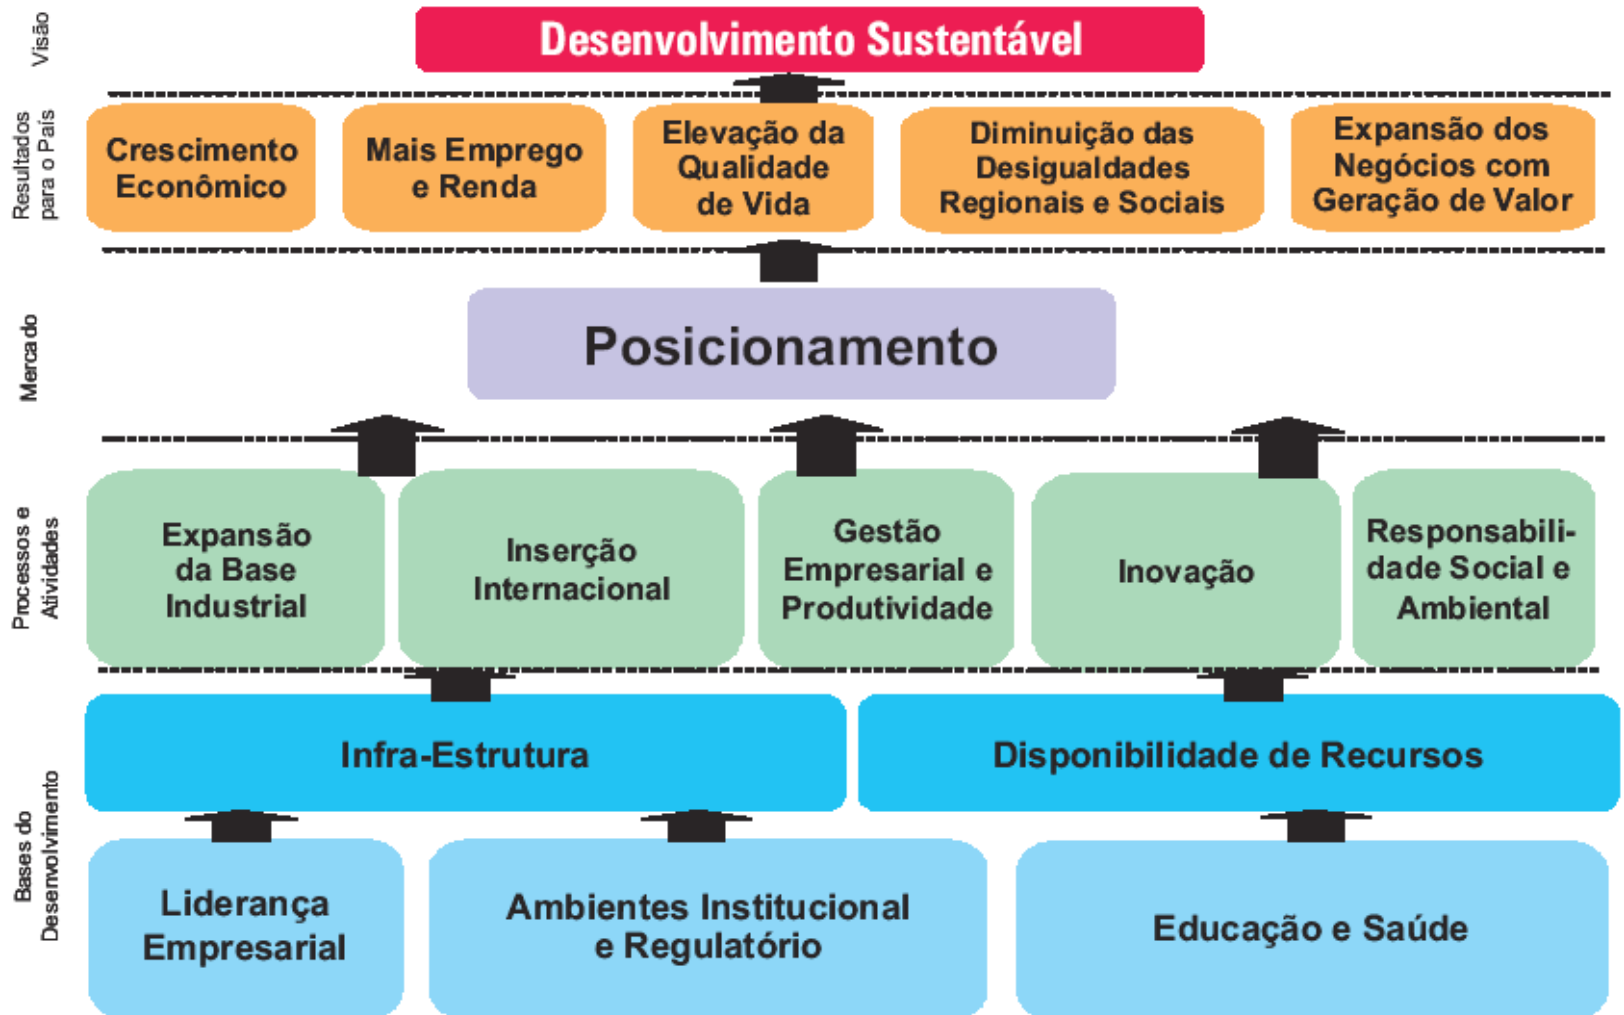 Visão
Desenvolvimento Sustentável
Resultados
para o País
Crescimento
Econômico
Mais Emprego
e Renda
Elevação da
Qualidade
de Vida
Diminuição das
Desigualdades
Regionais e Sociais
Expansão dos
Negócios com
Geração de Valor
Mercado
Posicionamento
Processos e
Atividades
Expansão
da Base
Industrial
Inserção
Internacional
Gestão
Empresarial e
Produtividade
Inovação
Responsabili-
dade Social e
Ambiental
Bases do
Desenvolvimento
Infra-Estrutura
Disponibilidade de Recursos
Liderança
Empresarial
Ambientes Institucional
e Regulatório
Educação e Saúde